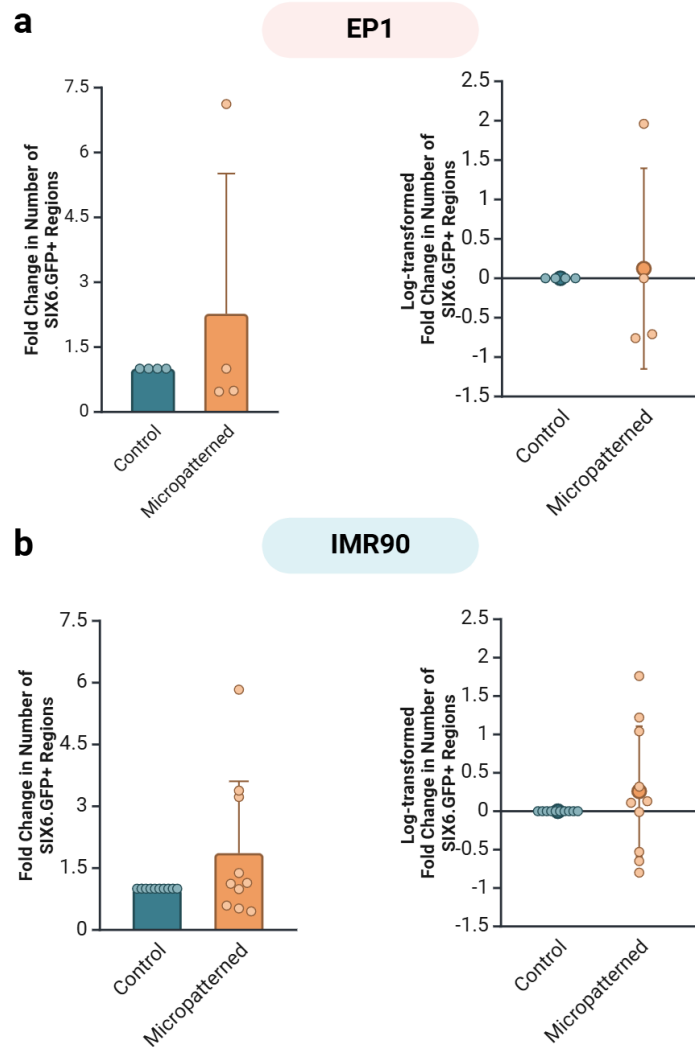 a
EP1
Fold Change in Number of
SIX6.GFP+ Regions
7.5
6
4.5
3
1.5
0
Control
Micropatterned
Log-transformed
Fold Change in Number of
SIX6.GFP+ Regions
2.5
2
1.5
1
0.5
0
-0.5
-1
-1.5
Control
Micropatterned
b
IMR90
Fold Change in Number of
SIX6.GFP+ Regions
7.5
6
4.5
3
1.5
0
Control
Micropatterned
Log-transformed
Fold Change in Number of
SIX6.GFP+ Regions
2.5
2
1.5
1
0.5
0
-0.5
-1
-1.5
Control
Micropatterned